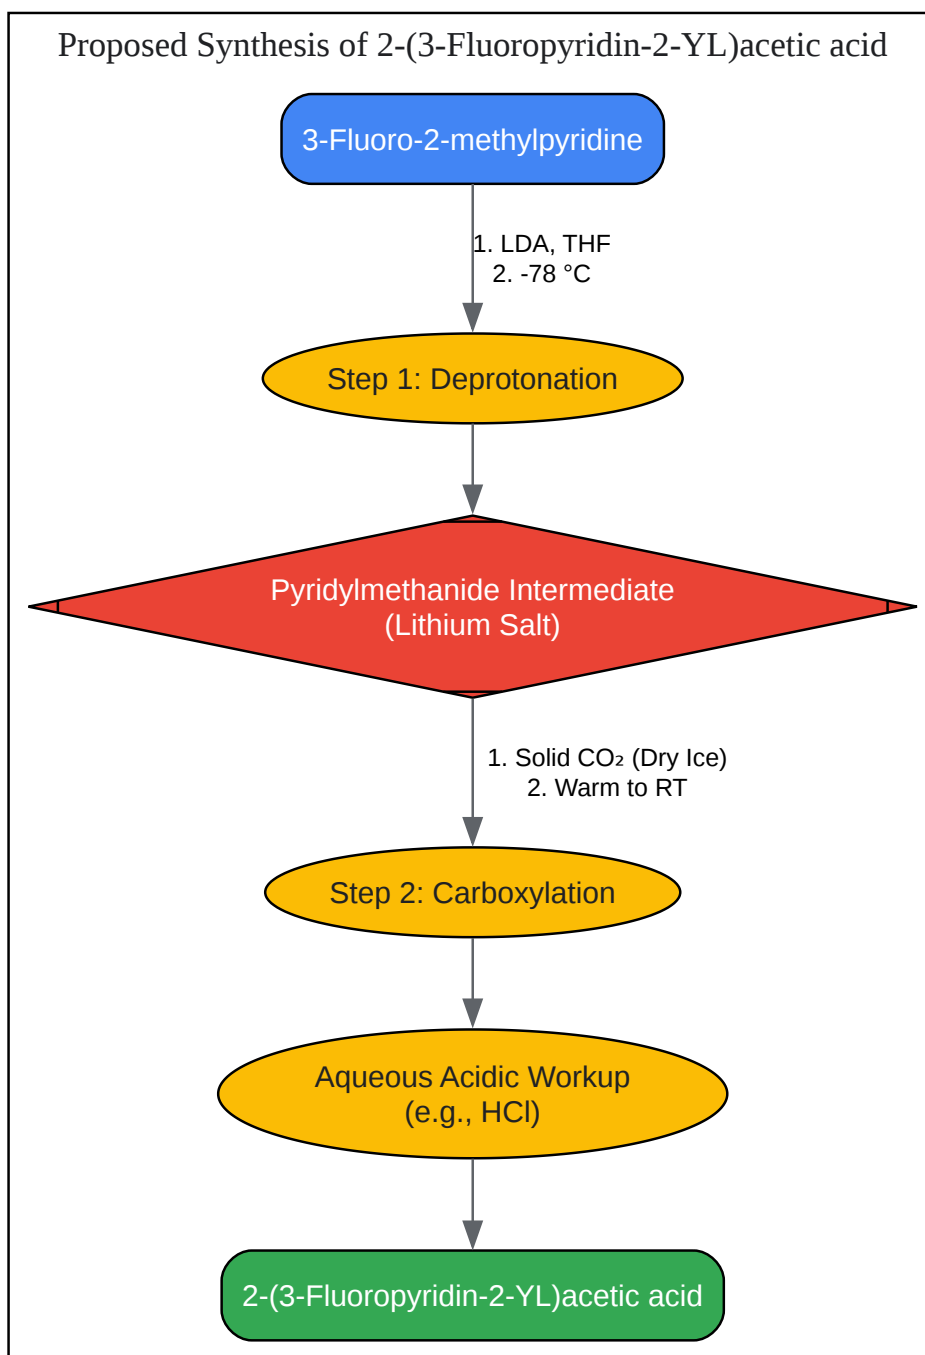 Proposed Synthesis of 2-(3-Fluoropyridin-2-YL)acetic acid
3-Fluoro-2-methylpyridine
1. LDA, THF
2. -78 °C
Step 1: Deprotonation
Pyridylmethanide Intermediate
(Lithium Salt)
1. Solid CO₂ (Dry Ice)
2. Warm to RT
Step 2: Carboxylation
Aqueous Acidic Workup
(e.g., HCl)
2-(3-Fluoropyridin-2-YL)acetic acid